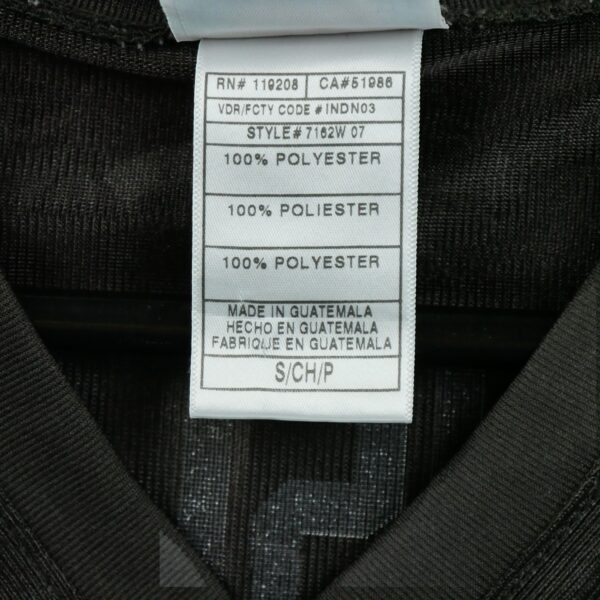 RN# 119208 CA#51986
VDR/FCTY CODE # INDN03
STYLE# 7162W 07
100% POLYESTER
100% POLIESTER
100% POLYESTER
MADE IN GUATEMALA
HECHO EN GUATEMALA
FABRIQUE EN GUATEMALA
S/CH/P